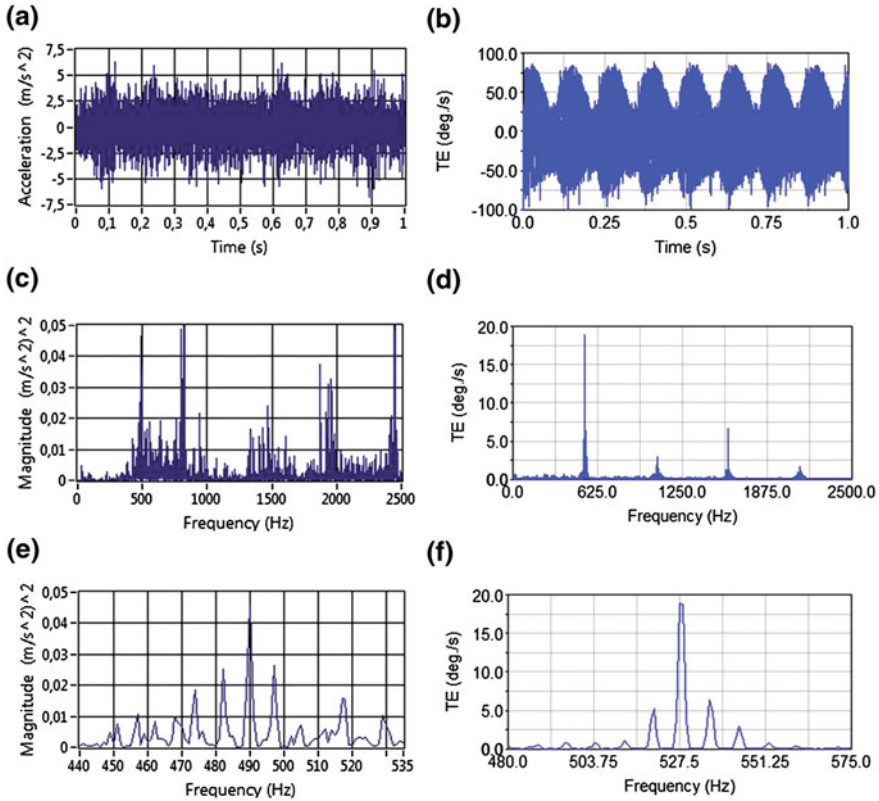 (a)
7,5
5
2,5
0
-2,5
-5
-7,5
Acceleration (m/s^2)
0 0,1 0,2 0,3 0,4 0,5 0,6 0,7 0,8 0,9 1
Time (s)
(b)
100.0
50.0
0.0
-50.0
-100.0
TE (deg./s)
0.0 0.25 0.5 0.75 1.0
Time (s)
(c)
0,05
0,04
0,03
0,02
0,01
0
Magnitude (m/s^2)^2
0 500 1000 1500 2000 2500
Frequency (Hz)
(d)
20.0
15.0
10.0
5.0
0.0
TE (deg./s)
0.0 625.0 1250.0 1875.0 2500.0
Frequency (Hz)
(e)
0,05
0,04
0,03
0,02
0,01
0
Magnitude (m/s^2)^2
440 450 460 470 480 490 500 510 520 535
Frequency (Hz)
(f)
20.0
15.0
10.0
5.0
0.0
TE (deg./s)
480.0 503.75 527.5 551.25 575.0
Frequency (Hz)